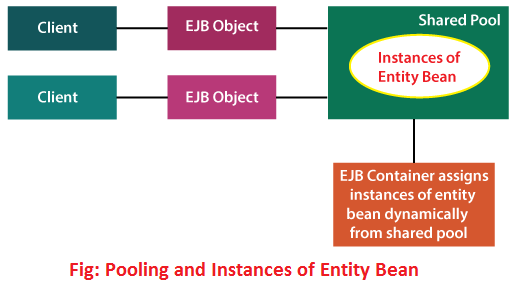 Client
EJB Object
Shared Pool
Instances of
Entity Bean
Client
EJB Object
EJB Container assigns
instances of entity
bean dynamically
from shared pool
Fig: Pooling and Instances of Entity Bean